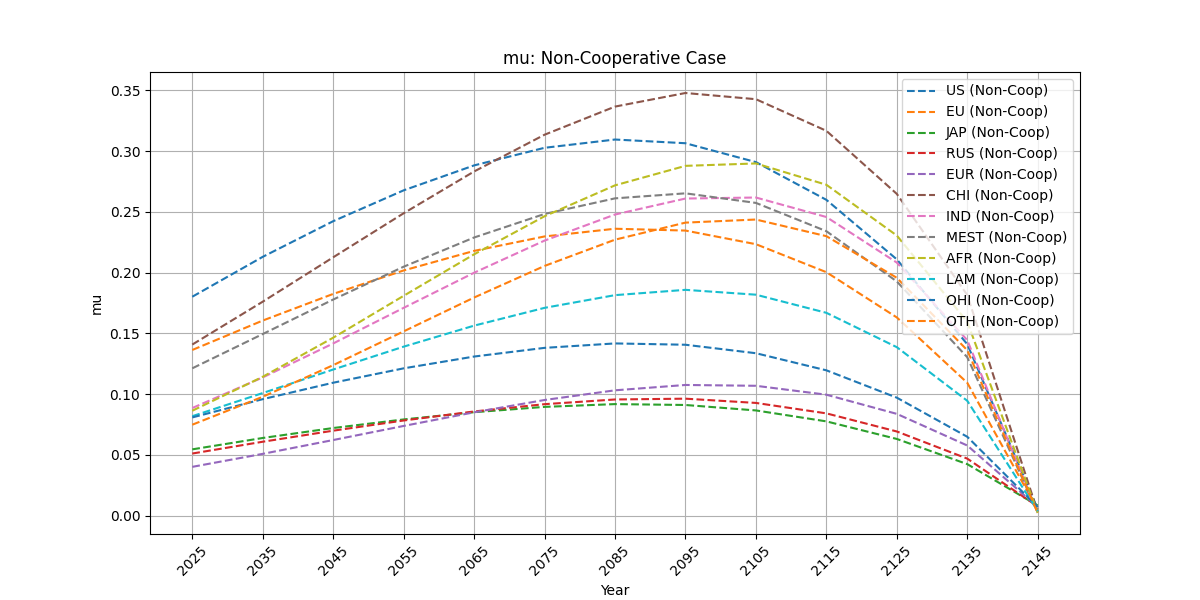 mu: Non-Cooperative Case
mu
0.35
0.30
0.25
0.20
0.15
0.10
0.05
0.00
US (Non-Coop)
EU (Non-Coop)
JAP (Non-Coop)
RUS (Non-Coop)
EUR (Non-Coop)
CHI (Non-Coop)
IND (Non-Coop)
MEST (Non-Coop)
AFR (Non-Coop)
LAM (Non-Coop)
OHI (Non-Coop)
OTH (Non-Coop)
2025
2035
2045
2055
2065
2075
2085
2095
2105
2115
2125
2135
2145
Year